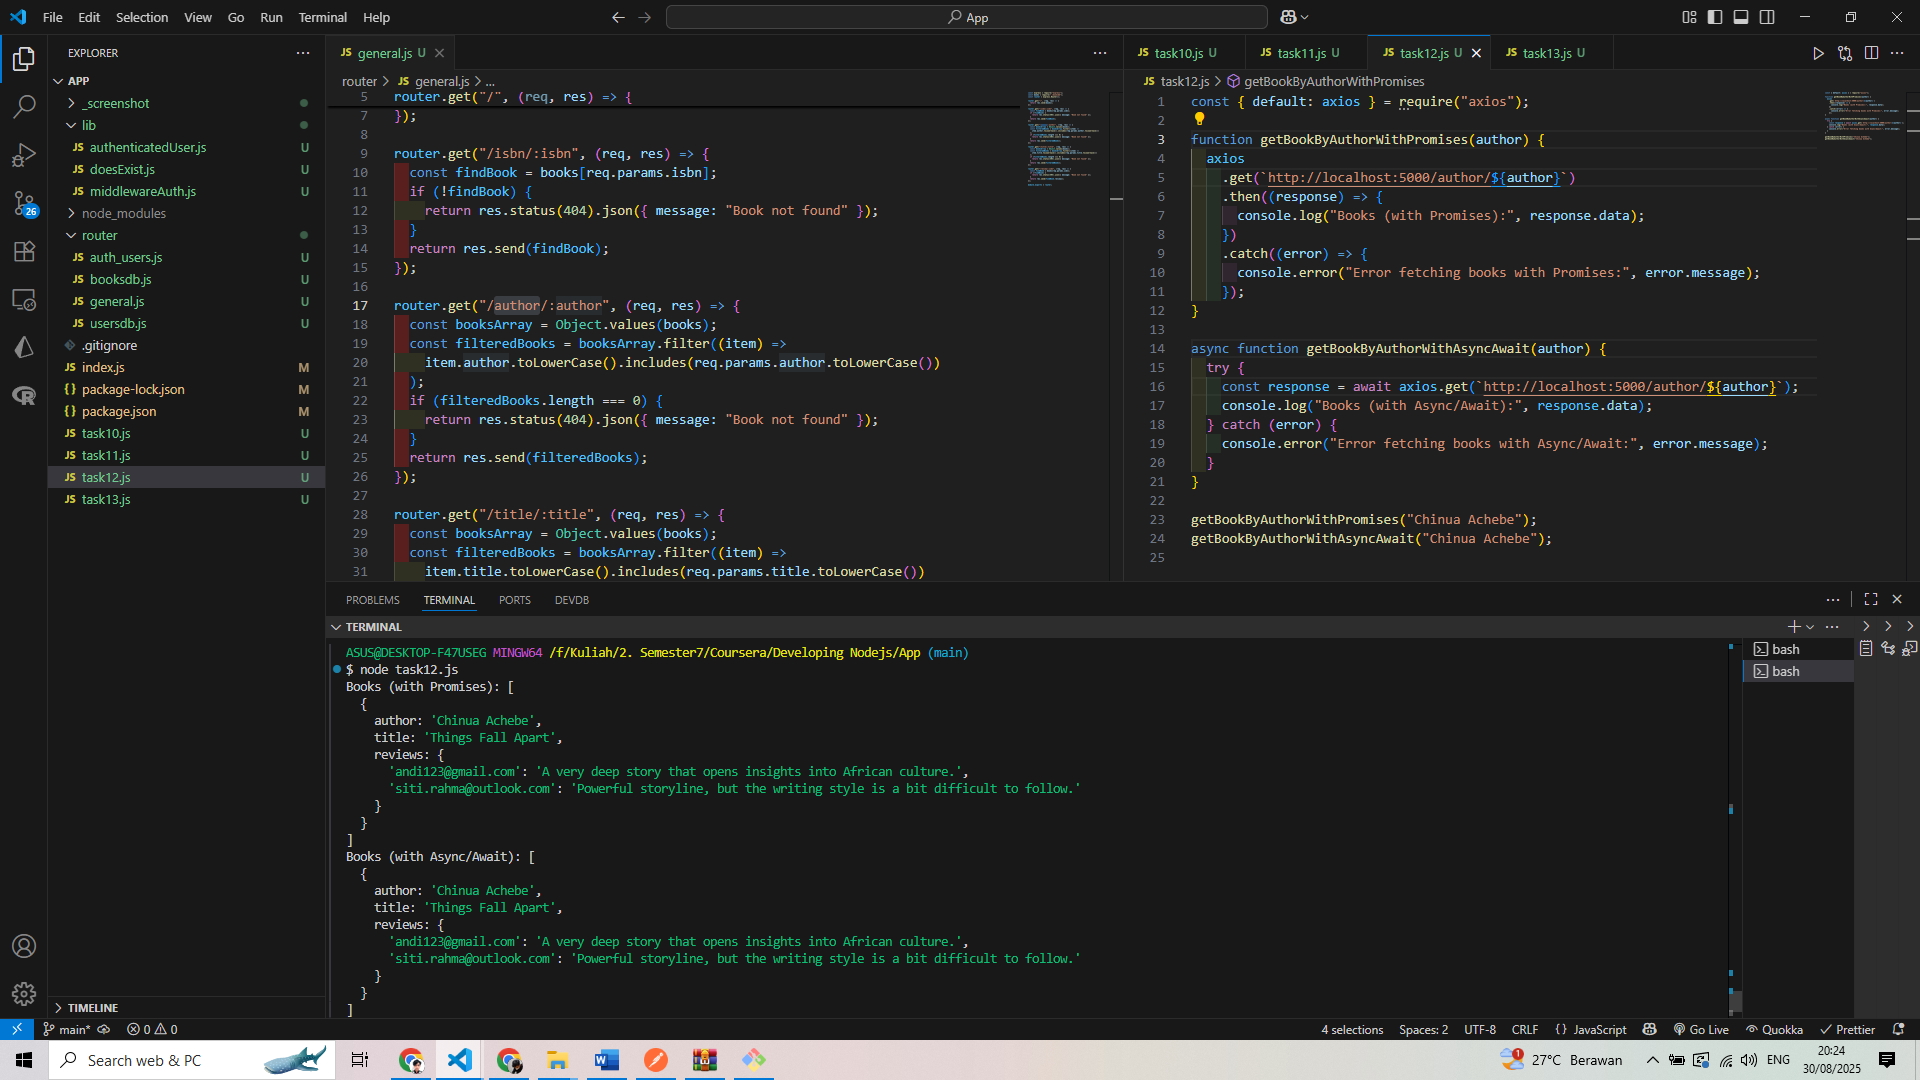 File Edit Selection View Go Run Terminal Help
App
EXPLORER
APP
_screenshot
lib
authenticatedUser.js U
doesExist.js U
middlewareAuth.js U
node_modules
router
auth_users.js U
booksdb.js U
general.js U
usersdb.js U
.gitignore
index.js M
package-lock.json M
package.json M
task10.js U
task11.js U
task12.js U
task13.js U
TIMELINE
26
general.js U
router > general.js > ...
5 router.get("/", (req, res) => {
7 });
8
9 router.get("/isbn/:isbn", (req, res) => {
10 const findBook = books[req.params.isbn];
11 if (!findBook) {
12 return res.status(404).json({ message: "Book not found" });
13 }
14 return res.send(findBook);
15 });
16
17 router.get("/author/:author", (req, res) => {
18 const booksArray = Object.values(books);
19 const filteredBooks = booksArray.filter((item) =>
20 item.author.toLowerCase().includes(req.params.author.toLowerCase())
21 );
22 if (filteredBooks.length === 0) {
23 return res.status(404).json({ message: "Book not found" });
24 }
25 return res.send(filteredBooks);
26 });
27
28 router.get("/title/:title", (req, res) => {
29 const booksArray = Object.values(books);
30 const filteredBooks = booksArray.filter((item) =>
31 item.title.toLowerCase().includes(req.params.title.toLowerCase())
task10.js U task11.js U task12.js U task13.js U
task12.js > getBookByAuthorWithPromises
1 const { default: axios } = require("axios");
2
3 function getBookByAuthorWithPromises(author) {
4 axios
5 .get(`http://localhost:5000/author/${author}`)
6 .then((response) => {
7 console.log("Books (with Promises):", response.data);
8 })
9 .catch((error) => {
10 console.error("Error fetching books with Promises:", error.message);
11 });
12 }
13
14 async function getBookByAuthorWithAsyncAwait(author) {
15 try {
16 const response = await axios.get(`http://localhost:5000/author/${author}`);
17 console.log("Books (with Async/Await):", response.data);
18 } catch (error) {
19 console.error("Error fetching books with Async/Await:", error.message);
20 }
21 }
22
23 getBookByAuthorWithPromises("Chinua Achebe");
24 getBookByAuthorWithAsyncAwait("Chinua Achebe");
25
PROBLEMS TERMINAL PORTS DEVDB
TERMINAL
ASUS@DESKTOP-F47USEG MINGW64 /f/Kuliah/2. Semester7/Coursera/Developing Nodejs/App (main)
$ node task12.js
Books (with Promises): [
{
author: 'Chinua Achebe',
title: 'Things Fall Apart',
reviews: {
'andi123@gmail.com': 'A very deep story that opens insights into African culture.',
'siti.rahma@outlook.com': 'Powerful storyline, but the writing style is a bit difficult to follow.'
}
}
]
Books (with Async/Await): [
{
author: 'Chinua Achebe',
title: 'Things Fall Apart',
reviews: {
'andi123@gmail.com': 'A very deep story that opens insights into African culture.',
'siti.rahma@outlook.com': 'Powerful storyline, but the writing style is a bit difficult to follow.'
}
}
]
bash
bash
main* 0 0 4 selections Spaces: 2 UTF-8 CRLF {} JavaScript Go Live Quokka Prettier
Search web & PC
1 27°C Berawan ENG 20:24
30/08/2025